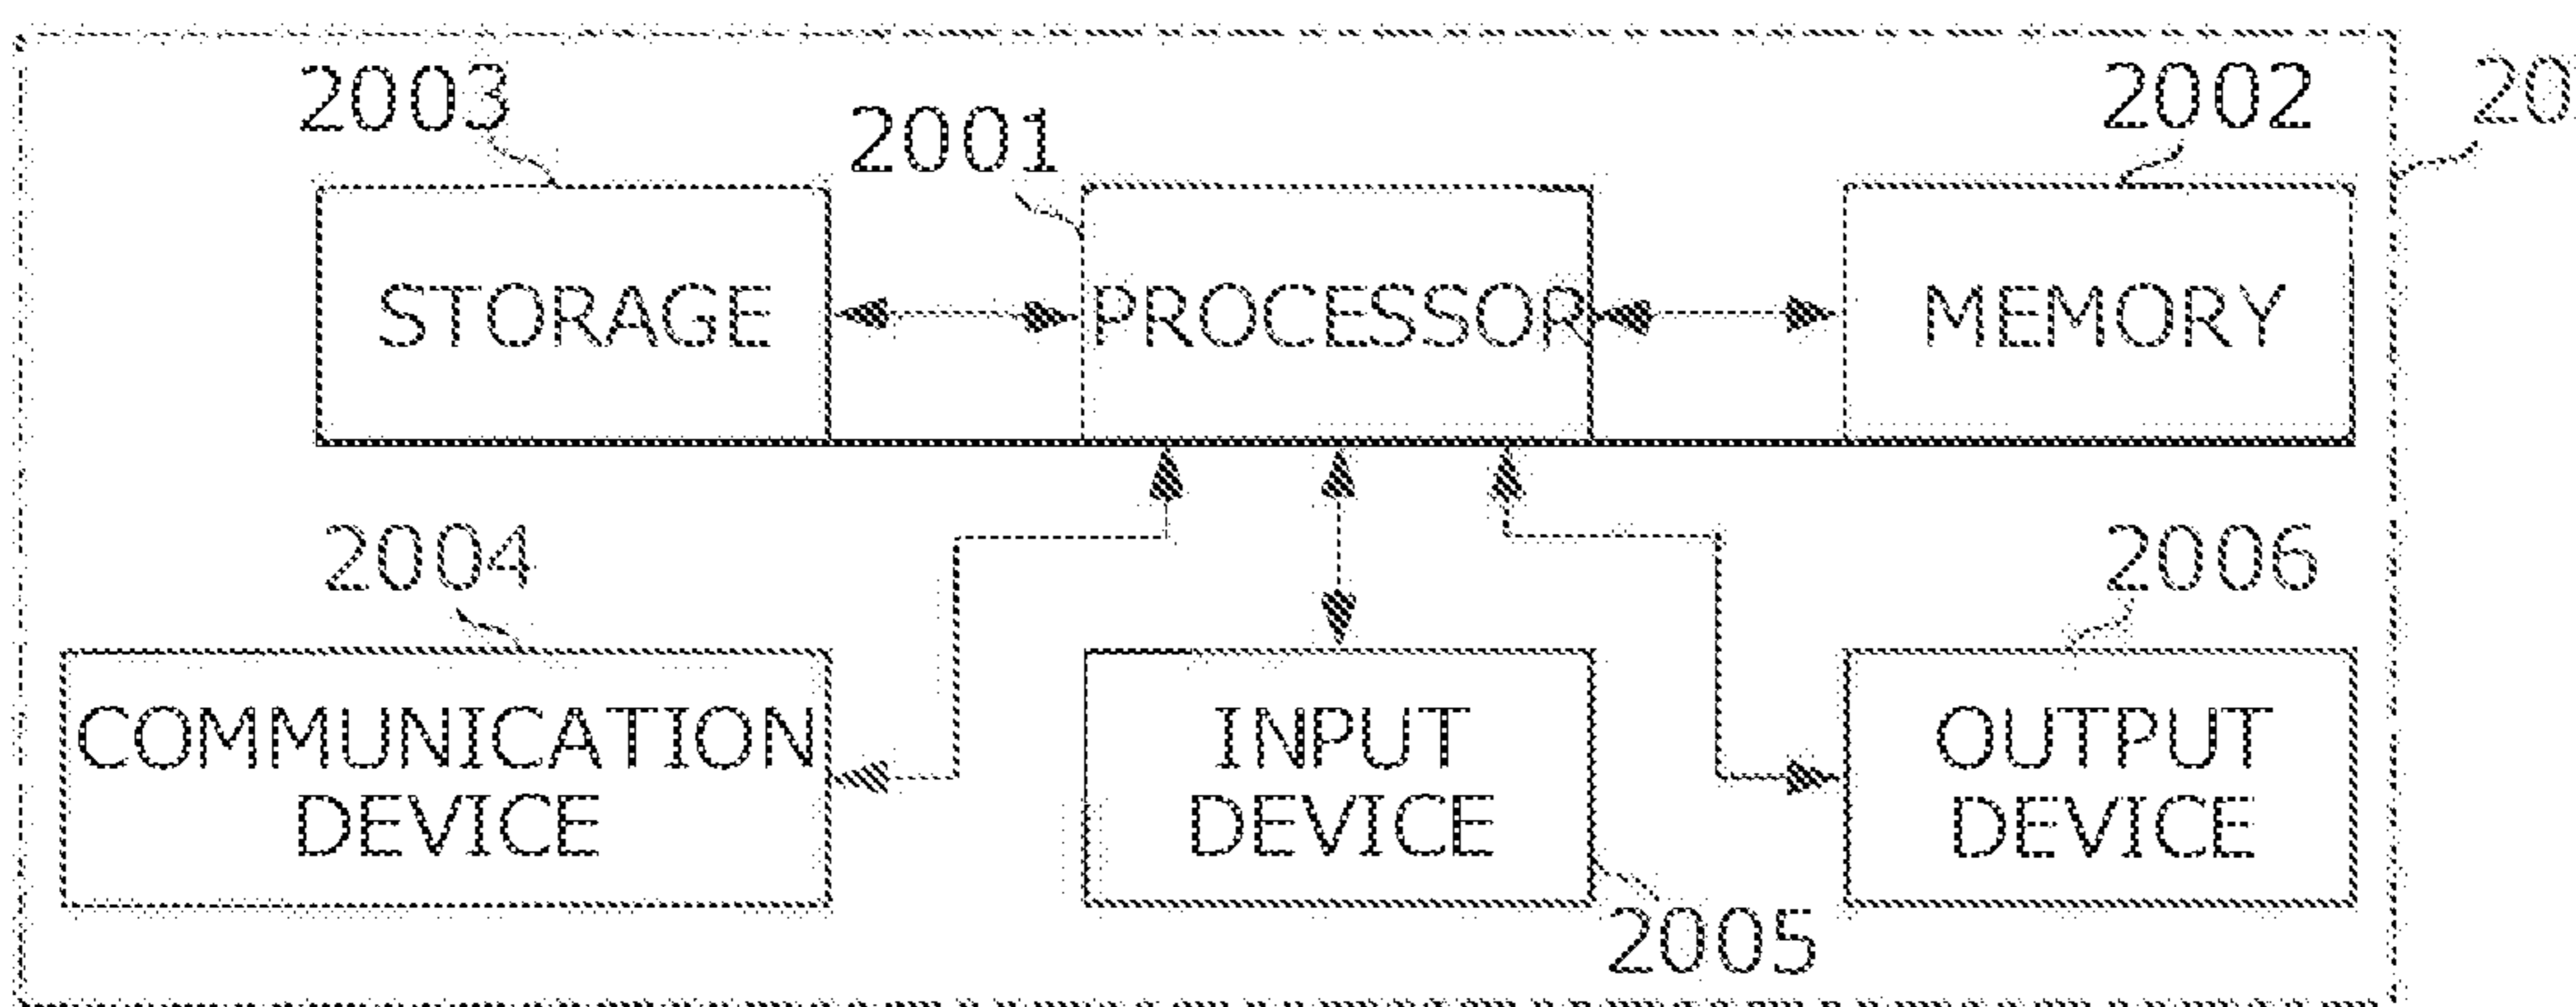 2003
2001
2002
STORAGE
PROCESSOR
MEMORY
2004
2006
COMMUNICATION
DEVICE
INPUT
DEVICE
OUTPUT
DEVICE
2005